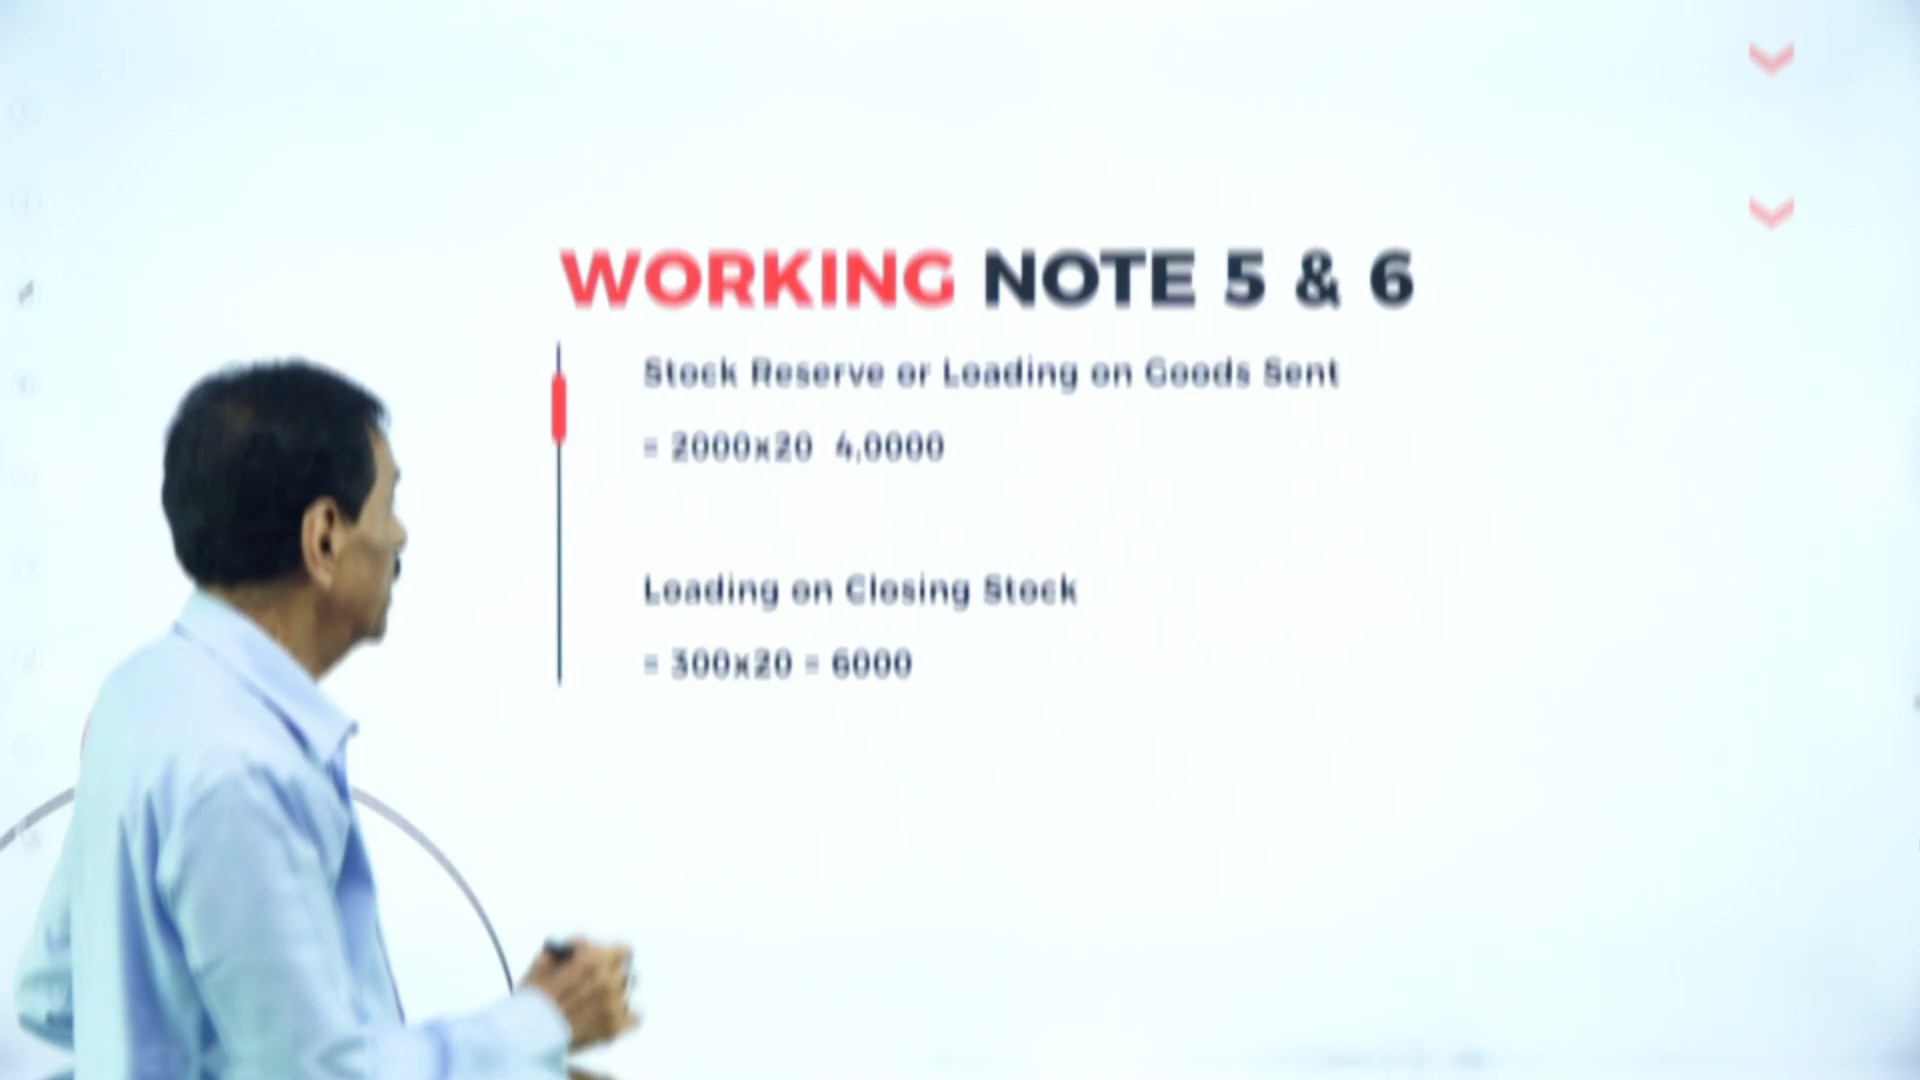 WORKING NOTE 5 & 6
Stock Reserve or Loading on Goods Sent
= 2000x20 4,0000
Loading on Closing Stock
= 300x20 = 6000